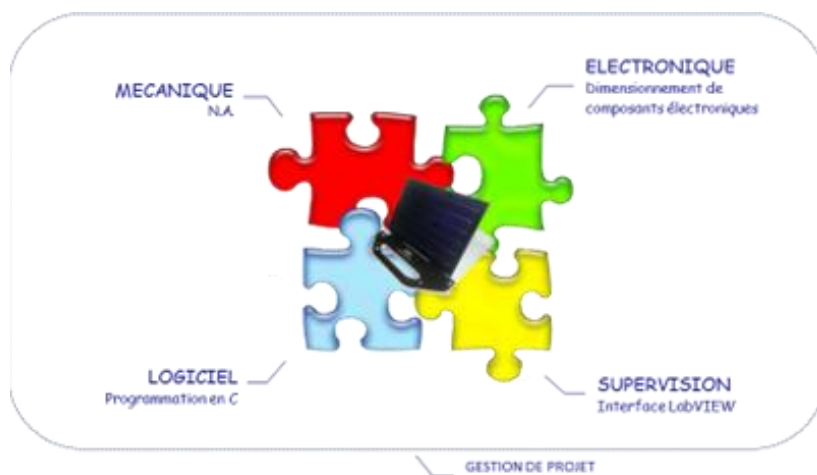 MECANIQUE
N.A.
ELECTRONIQUE
Dimensionnement de
composants électroniques
LOGICIEL
Programmation en C
SUPERVISION
Interface LabVIEW
GESTION DE PROJET